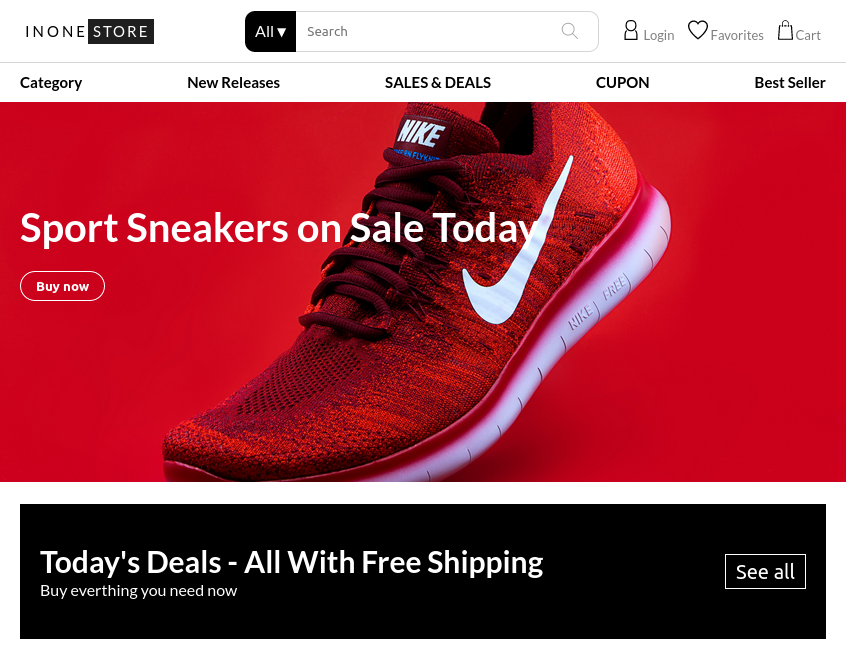 INONE STORE
All ▾ Search
Login Favorites Cart
Category New Releases SALES & DEALS CUPON Best Seller
NIKE
Sport Sneakers on Sale Today
Buy now
NIKE FREE
Today's Deals - All With Free Shipping
Buy everthing you need now
See all